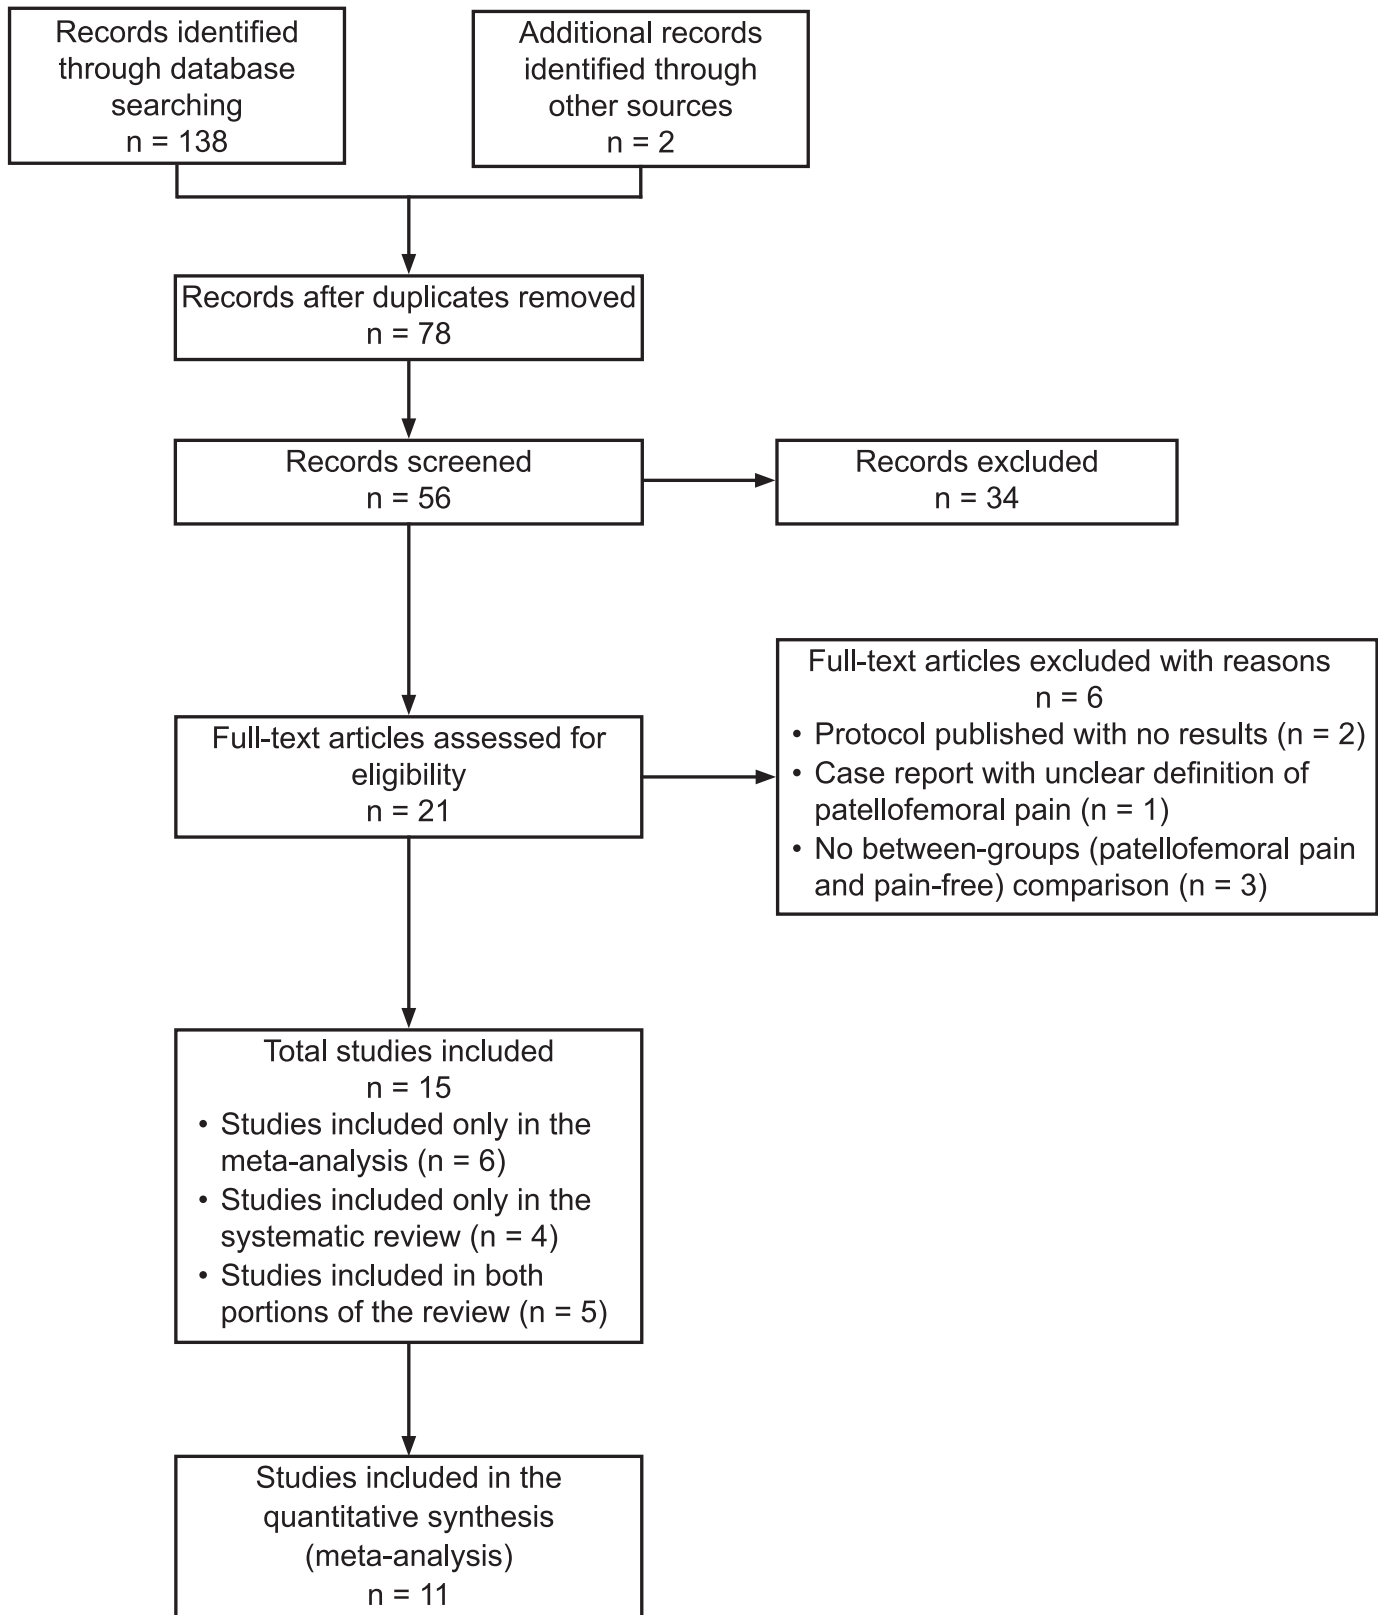 Records identified
through database
searching
n = 138
Additional records
identified through
other sources
n = 2
Records after duplicates removed
n = 78
Records screened
n = 56
Records excluded
n = 34
Full-text articles assessed for
eligibility
n = 21
Full-text articles excluded with reasons
n = 6
• Protocol published with no results (n = 2)
• Case report with unclear definition of
patellofemoral pain (n = 1)
• No between-groups (patellofemoral pain
and pain-free) comparison (n = 3)
Total studies included
n = 15
• Studies included only in the
meta-analysis (n = 6)
• Studies included only in the
systematic review (n = 4)
• Studies included in both
portions of the review (n = 5)
Studies included in the
quantitative synthesis
(meta-analysis)
n = 11